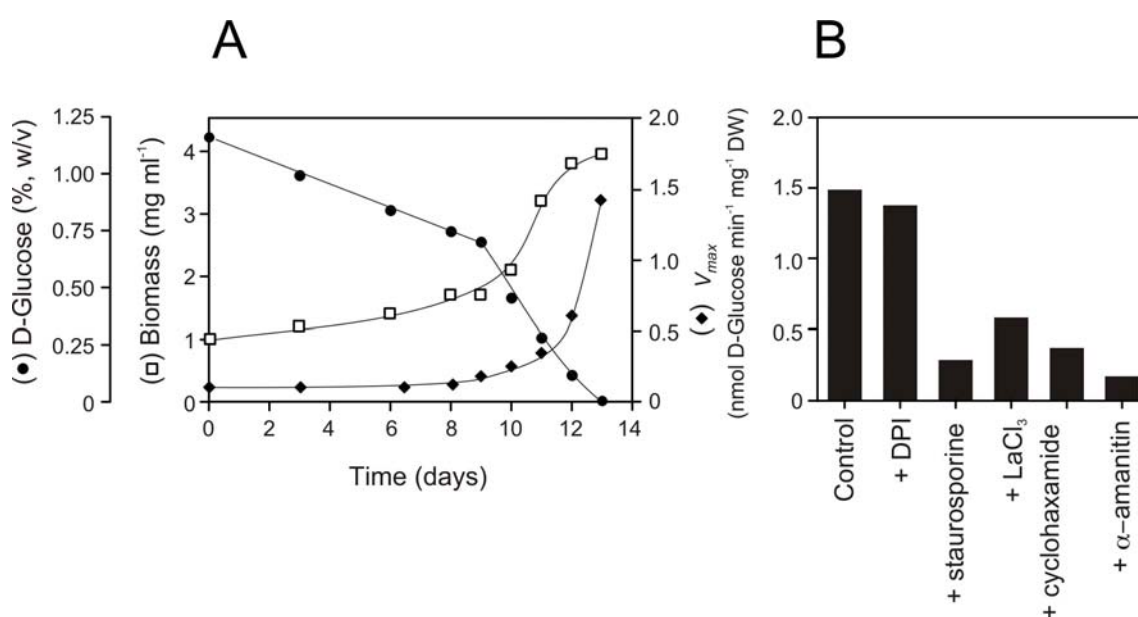 A
B
(●) D-Glucose (%, w/v)
1.25
1.00
0.75
0.50
0.25
0
(□) Biomass (mg ml⁻¹)
4
3
2
1
0
2.0
1.5
1.0
0.5
0
(◆) Vmax
(nmol D-Glucose min⁻¹ mg⁻¹ DW)
0 2 4 6 8 10 12 14
Time (days)
2.0
1.5
1.0
0.5
0
Control
+ DPI
+ staurosporine
+ LaCl₃
+ cyclohaxamide
+ α−amanitin